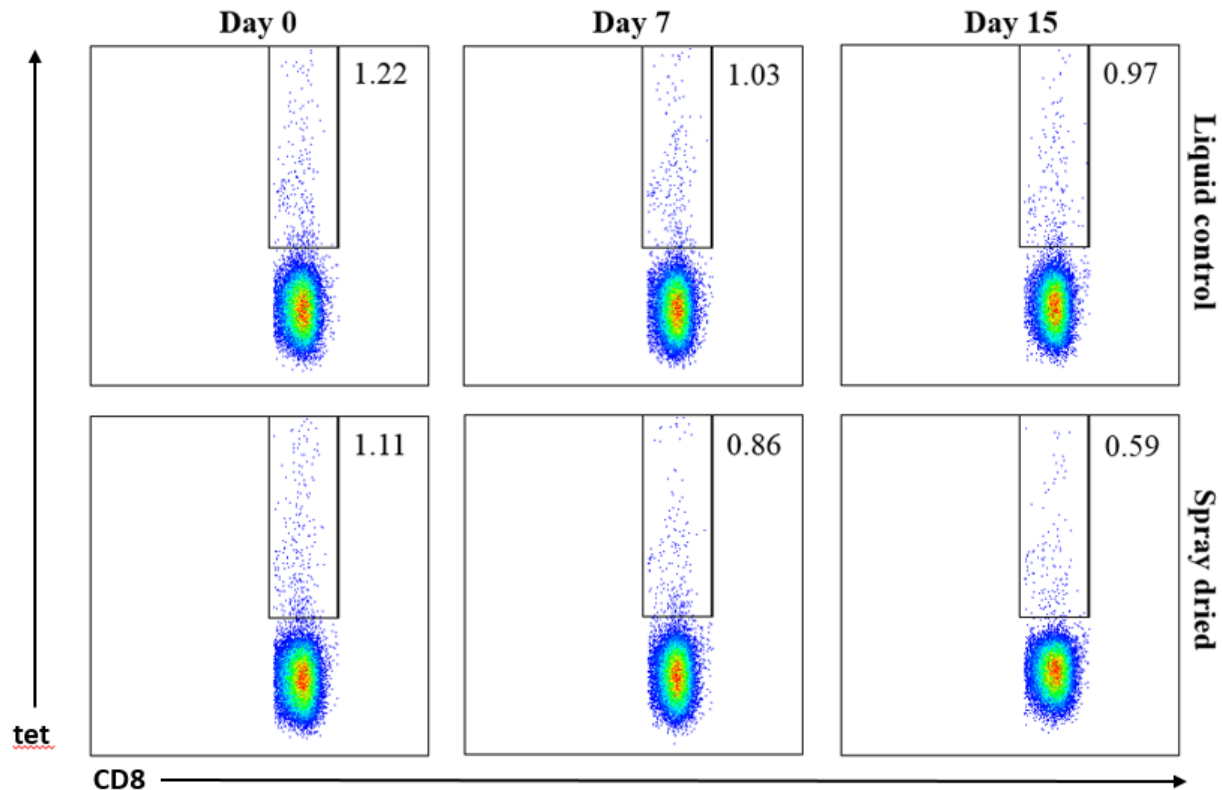 Day 0
Day 7
Day 15
1.22
1.03
0.97
Liquid control
1.11
0.86
0.59
Spray dried
tet
CD8